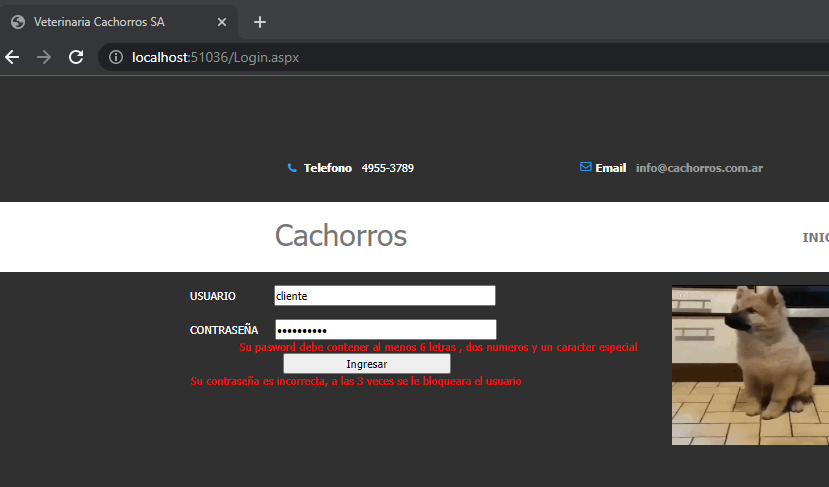 Veterinaria Cachorros SA
localhost:51036/Login.aspx
Telefono 4955-3789 Email info@cachorros.com.ar
Cachorros
USUARIO cliente
CONTRASEÑA ••••••••••
Su pasword debe contener al menos 6 letras , dos numeros y un caracter especial
Ingresar
Su contraseña es incorrecta, a las 3 veces se le bloqueara el usuario